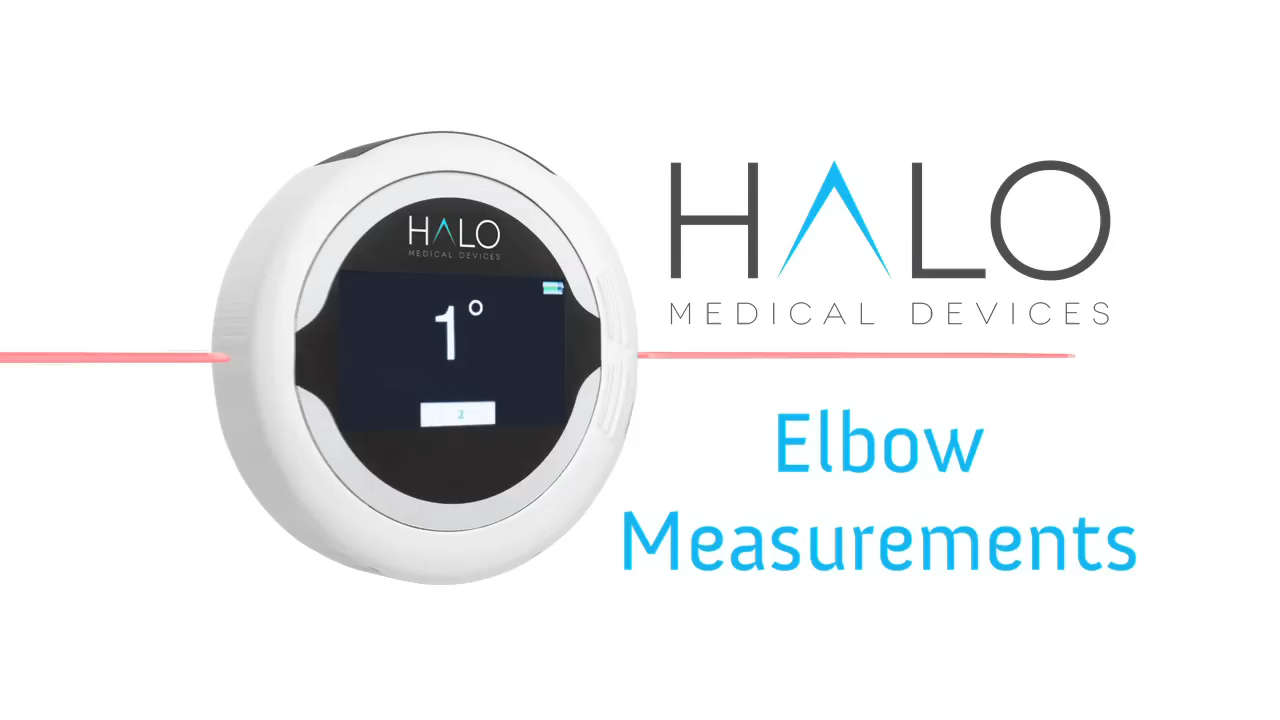 HALO
MEDICAL DEVICES
1°
2
HALO
MEDICAL DEVICES
Elbow
Measurements